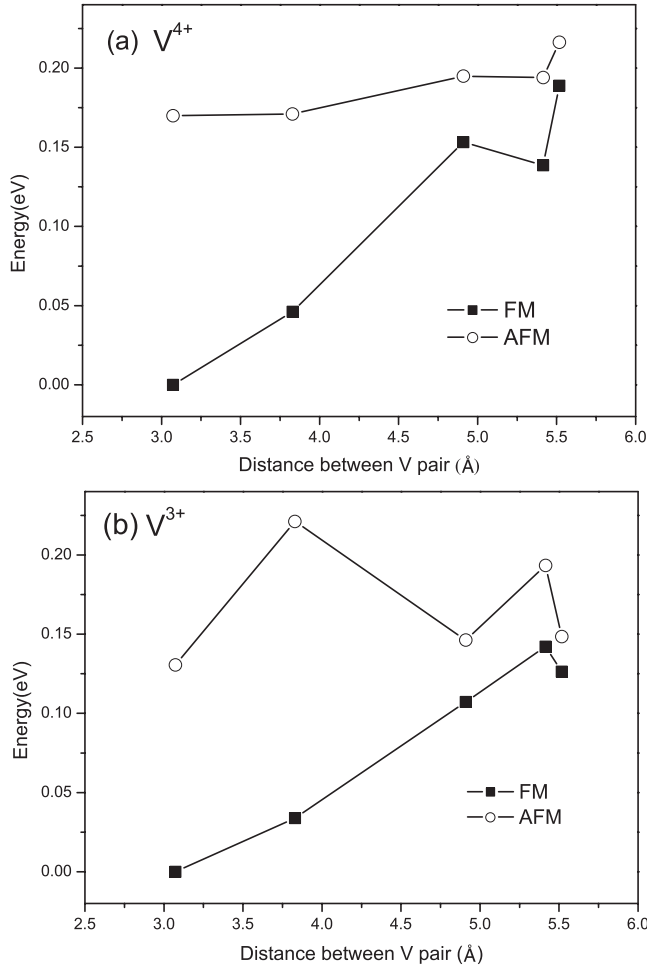 (a) V⁴⁺
0.20
0.15
0.10
0.05
0.00
Energy(eV)
FM
AFM
2.5 3.0 3.5 4.0 4.5 5.0 5.5 6.0
Distance between V pair (Å)
(b) V³⁺
0.20
0.15
0.10
0.05
0.00
Energy(eV)
FM
AFM
2.5 3.0 3.5 4.0 4.5 5.0 5.5 6.0
Distance between V pair (Å)